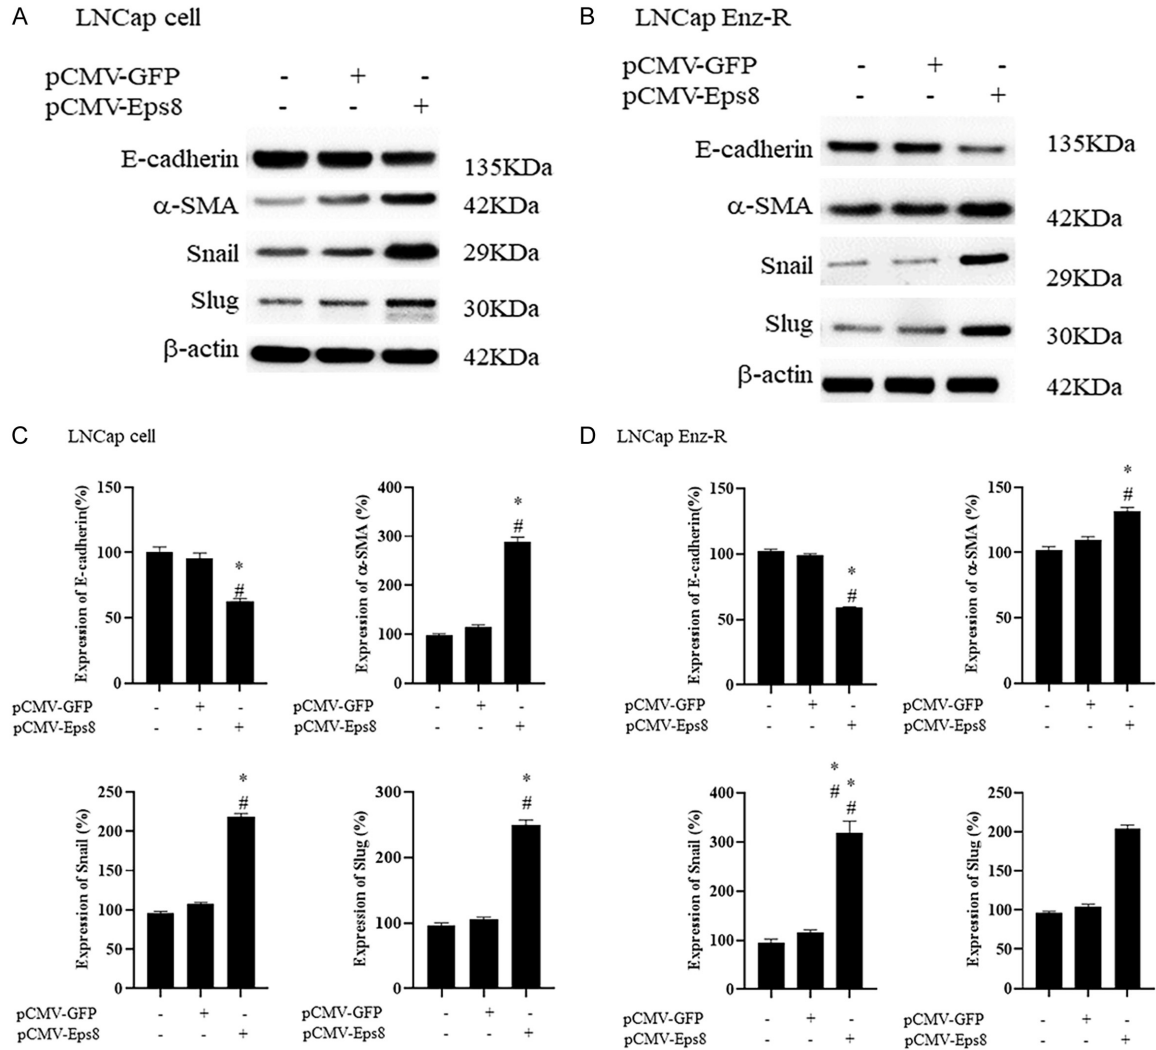 A LNCap cell
pCMV-GFP - + -
pCMV-Eps8 - - +
E-cadherin 135KDa
α-SMA 42KDa
Snail 29KDa
Slug 30KDa
β-actin 42KDa
B LNCap Enz-R
pCMV-GFP - + -
pCMV-Eps8 - - +
E-cadherin 135KDa
α-SMA 42KDa
Snail 29KDa
Slug 30KDa
β-actin 42KDa
C LNCap cell
Expression of E-cadherin(%)
150
100
50
0
* #
pCMV-GFP - + -
pCMV-Eps8 - - +
Expression of α-SMA (%)
400
300
200
100
0
* #
pCMV-GFP - + -
pCMV-Eps8 - - +
Expression of Snail (%)
250
200
150
100
50
0
* #
pCMV-GFP - + -
pCMV-Eps8 - - +
Expression of Slug (%)
300
200
100
0
* #
pCMV-GFP - + -
pCMV-Eps8 - - +
D LNCap Enz-R
Expression of E-cadherin(%)
150
100
50
0
* #
pCMV-GFP - + -
pCMV-Eps8 - - +
Expression of α-SMA (%)
150
100
50
0
* #
pCMV-GFP - + -
pCMV-Eps8 - - +
Expression of Snail (%)
400
300
200
100
0
* *
# #
pCMV-GFP - + -
pCMV-Eps8 - - +
Expression of Slug (%)
250
200
150
100
50
0
pCMV-GFP - + -
pCMV-Eps8 - - +